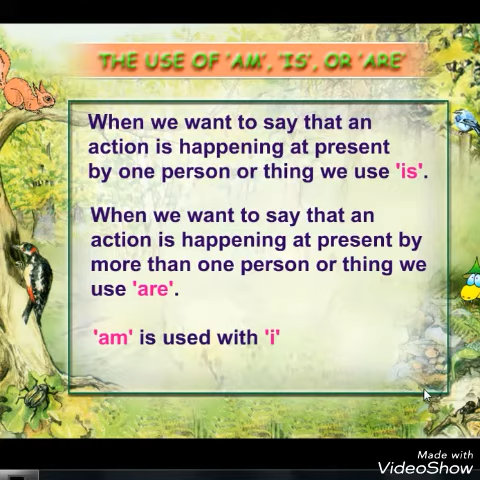 THE USE OF 'AM', 'IS', OR 'ARE'
When we want to say that an
action is happening at present
by one person or thing we use 'is'.
When we want to say that an
action is happening at present by
more than one person or thing we
use 'are'.
'am' is used with 'i'
Made with
VideoShow